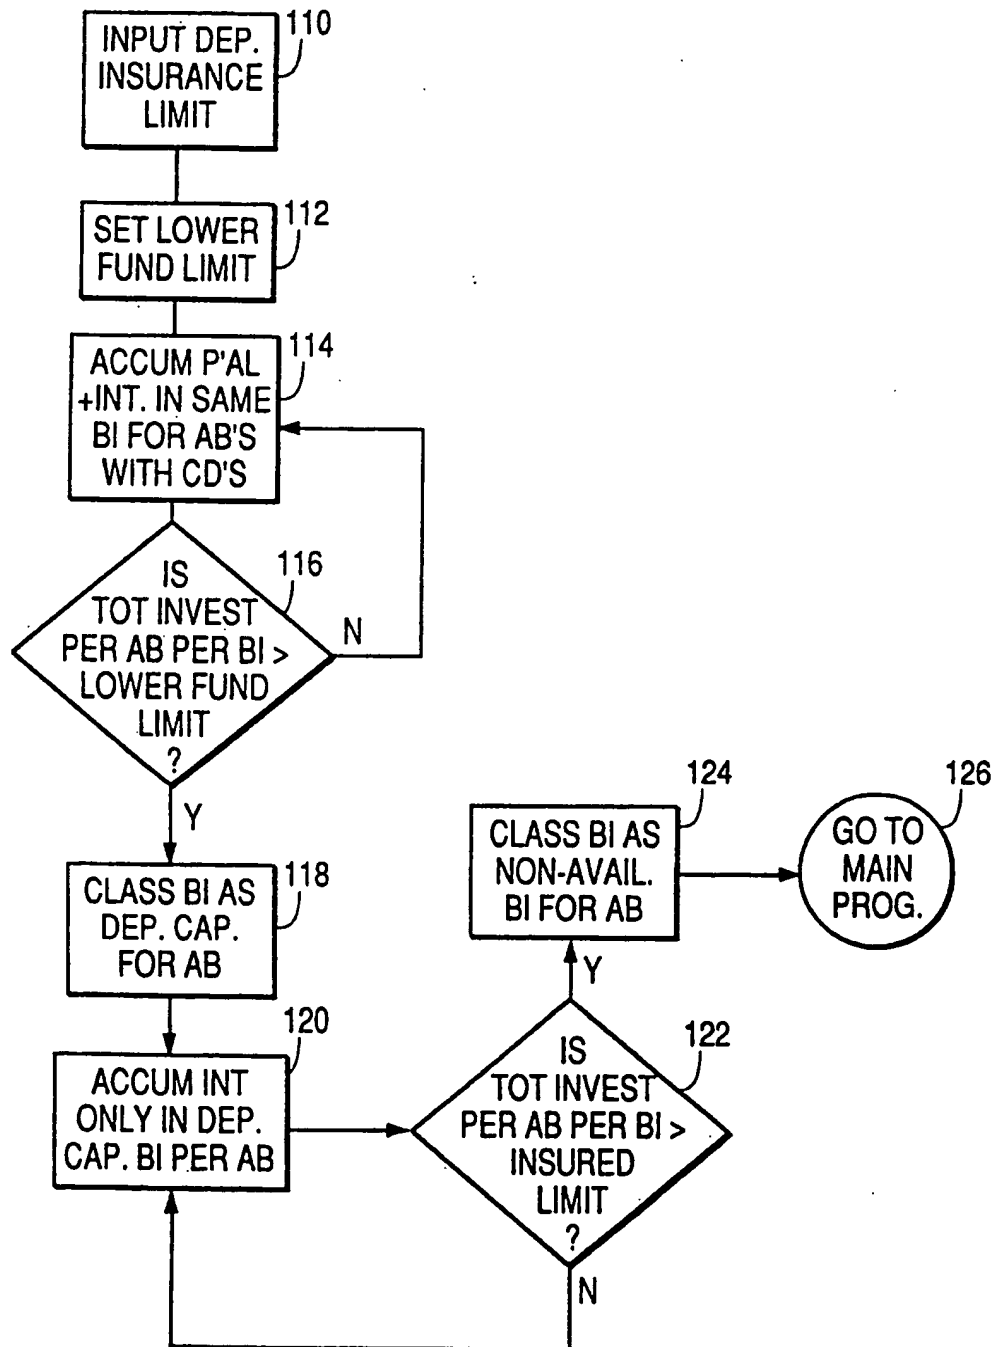 110
INPUT DEP.
INSURANCE
LIMIT
112
SET LOWER
FUND LIMIT
114
ACCUM P'AL
+INT. IN SAME
BI FOR AB'S
WITH CD'S
116
IS
TOT INVEST
PER AB PER BI >
LOWER FUND
LIMIT
?
N
Y
118
CLASS BI AS
DEP. CAP.
FOR AB
120
ACCUM INT
ONLY IN DEP.
CAP. BI PER AB
122
IS
TOT INVEST
PER AB PER BI >
INSURED
LIMIT
?
N
Y
124
CLASS BI AS
NON-AVAIL.
BI FOR AB
126
GO TO
MAIN
PROG.